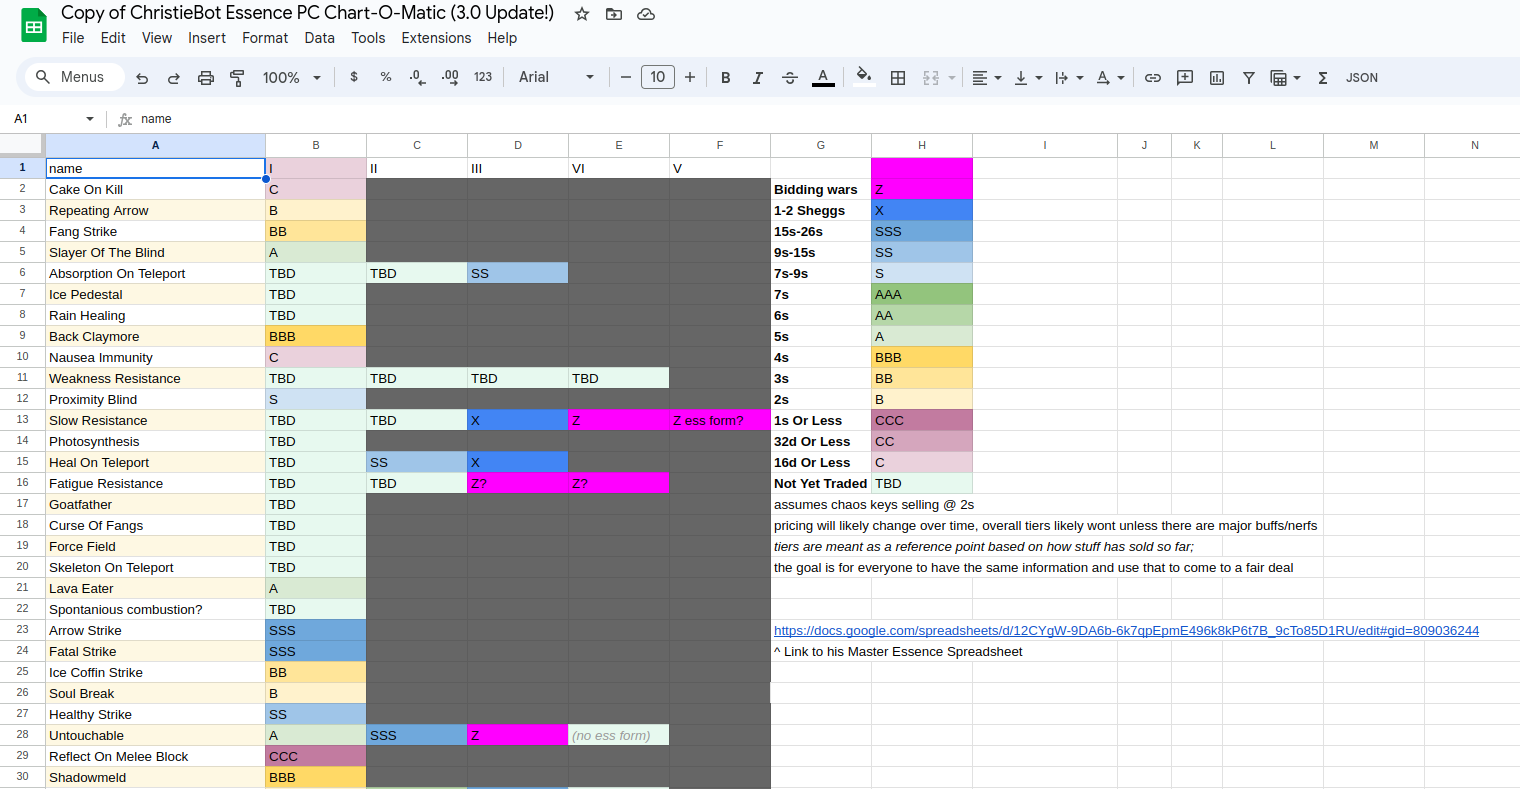 Copy of ChristieBot Essence PC Chart-O-Matic (3.0 Update!)
File Edit View Insert Format Data Tools Extensions Help
Menus 100% $ % .0 .00 123 Arial 10 B I A A Σ JSON
A1 fx name
A B C D E F G H I J K L M N
1 name I II III VI V
2 Cake On Kill C Bidding wars Z
3 Repeating Arrow B 1-2 Sheggs X
4 Fang Strike BB 15s-26s SSS
5 Slayer Of The Blind A 9s-15s SS
6 Absorption On Teleport TBD TBD SS 7s-9s S
7 Ice Pedestal TBD 7s AAA
8 Rain Healing TBD 6s AA
9 Back Claymore BBB 5s A
10 Nausea Immunity C 4s BBB
11 Weakness Resistance TBD TBD TBD TBD 3s BB
12 Proximity Blind S 2s B
13 Slow Resistance TBD TBD X Z Z ess form? 1s Or Less CCC
14 Photosynthesis TBD 32d Or Less CC
15 Heal On Teleport TBD SS X 16d Or Less C
16 Fatigue Resistance TBD TBD Z? Z? Not Yet Traded TBD
17 Goatfather TBD assumes chaos keys selling @ 2s
18 Curse Of Fangs TBD pricing will likely change over time, overall tiers likely wont unless there are major buffs/nerfs
19 Force Field TBD tiers are meant as a reference point based on how stuff has sold so far;
20 Skeleton On Teleport TBD the goal is for everyone to have the same information and use that to come to a fair deal
21 Lava Eater A
22 Spontanious combustion? TBD
23 Arrow Strike SSS https://docs.google.com/spreadsheets/d/12CYgW-9DA6b-6k7qpEpmE496k8kP6t7B_9cTo85D1RU/edit#gid=809036244
24 Fatal Strike SSS ^ Link to his Master Essence Spreadsheet
25 Ice Coffin Strike BB
26 Soul Break B
27 Healthy Strike SS
28 Untouchable A SSS Z (no ess form)
29 Reflect On Melee Block CCC
30 Shadowmeld BBB